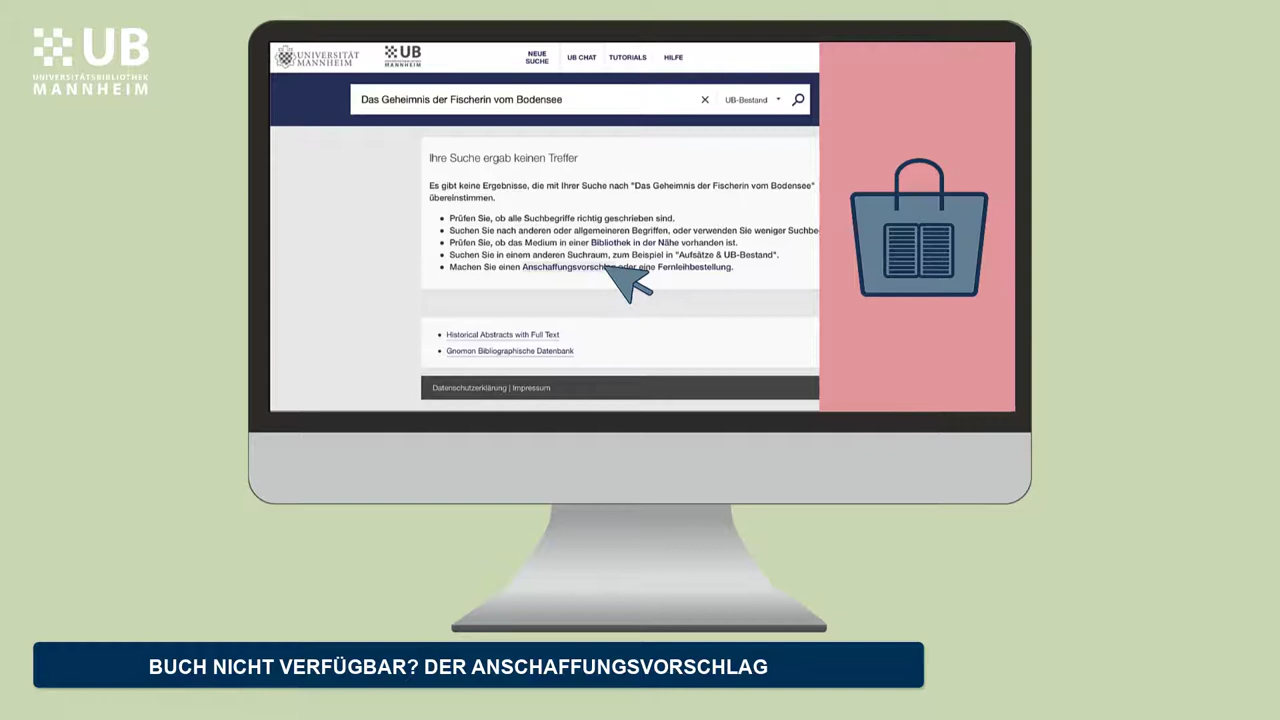 UB
UNIVERSITÄTSBIBLIOTHEK
MANNHEIM
UNIVERSITÄT
MANNHEIM
UB
UNIVERSITÄTSBIBLIOTHEK
MANNHEIM
NEUE
SUCHE
UB CHAT
TUTORIALS
HILFE
Das Geheimnis der Fischerin vom Bodensee
UB-Bestand
Ihre Suche ergab keinen Treffer
Es gibt keine Ergebnisse, die mit Ihrer Suche nach "Das Geheimnis der Fischerin vom Bodensee"
übereinstimmen.
Prüfen Sie, ob alle Suchbegriffe richtig geschrieben sind.
Suchen Sie nach anderen oder allgemeineren Begriffen, oder verwenden Sie weniger Suchbe
Prüfen Sie, ob das Medium in einer Bibliothek in der Nähe vorhanden ist.
Suchen Sie in einem anderen Suchraum, zum Beispiel in "Aufsätze & UB-Bestand".
Machen Sie einen Anschaffungsvorschlag oder eine Fernleihbestellung.
Historical Abstracts with Full Text
Gnomon Bibliographische Datenbank
Datenschutzerklärung | Impressum
BUCH NICHT VERFÜGBAR? DER ANSCHAFFUNGSVORSCHLAG